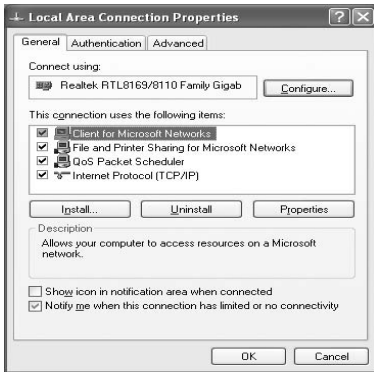 Local Area Connection Properties
General Authentication Advanced
Connect using:
Realtek RTL8169/8110 Family Gigab Configure...
This connection uses the following items:
Client for Microsoft Networks
File and Printer Sharing for Microsoft Networks
QoS Packet Scheduler
Internet Protocol (TCP/IP)
Install... Uninstall Properties
Description
Allows your computer to access resources on a Microsoft
network.
Show icon in notification area when connected
Notify me when this connection has limited or no connectivity
OK Cancel